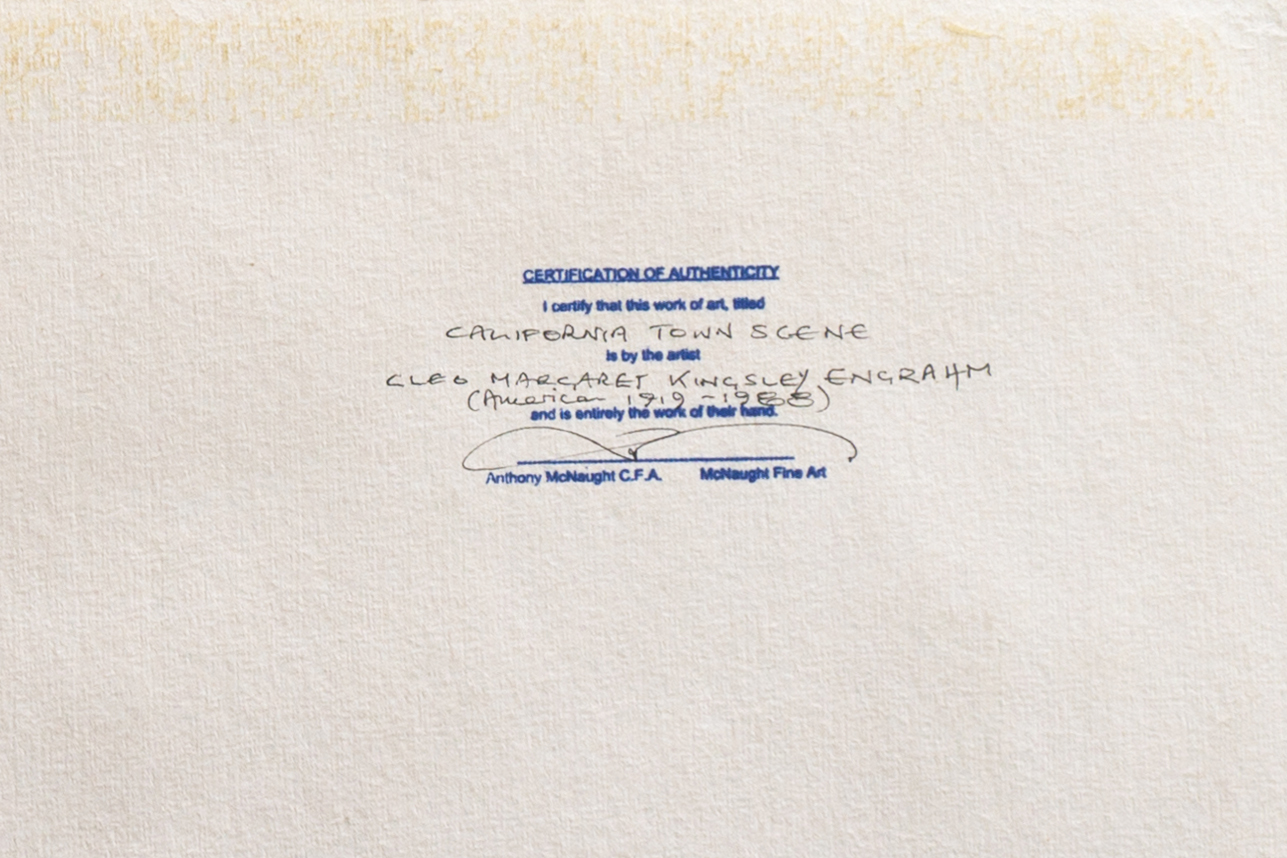 CERTIFICATION OF AUTHENTICITY
I certify that this work of art, titled
CALIFORNIA TOWN SCENE
is by the artist
CLEO MARGARET KINGSLEY ENGRAHM
(American 1919 - 1988)
and is entirely the work of their hand.
Anthony McNaught C.F.A. McNaught Fine Art